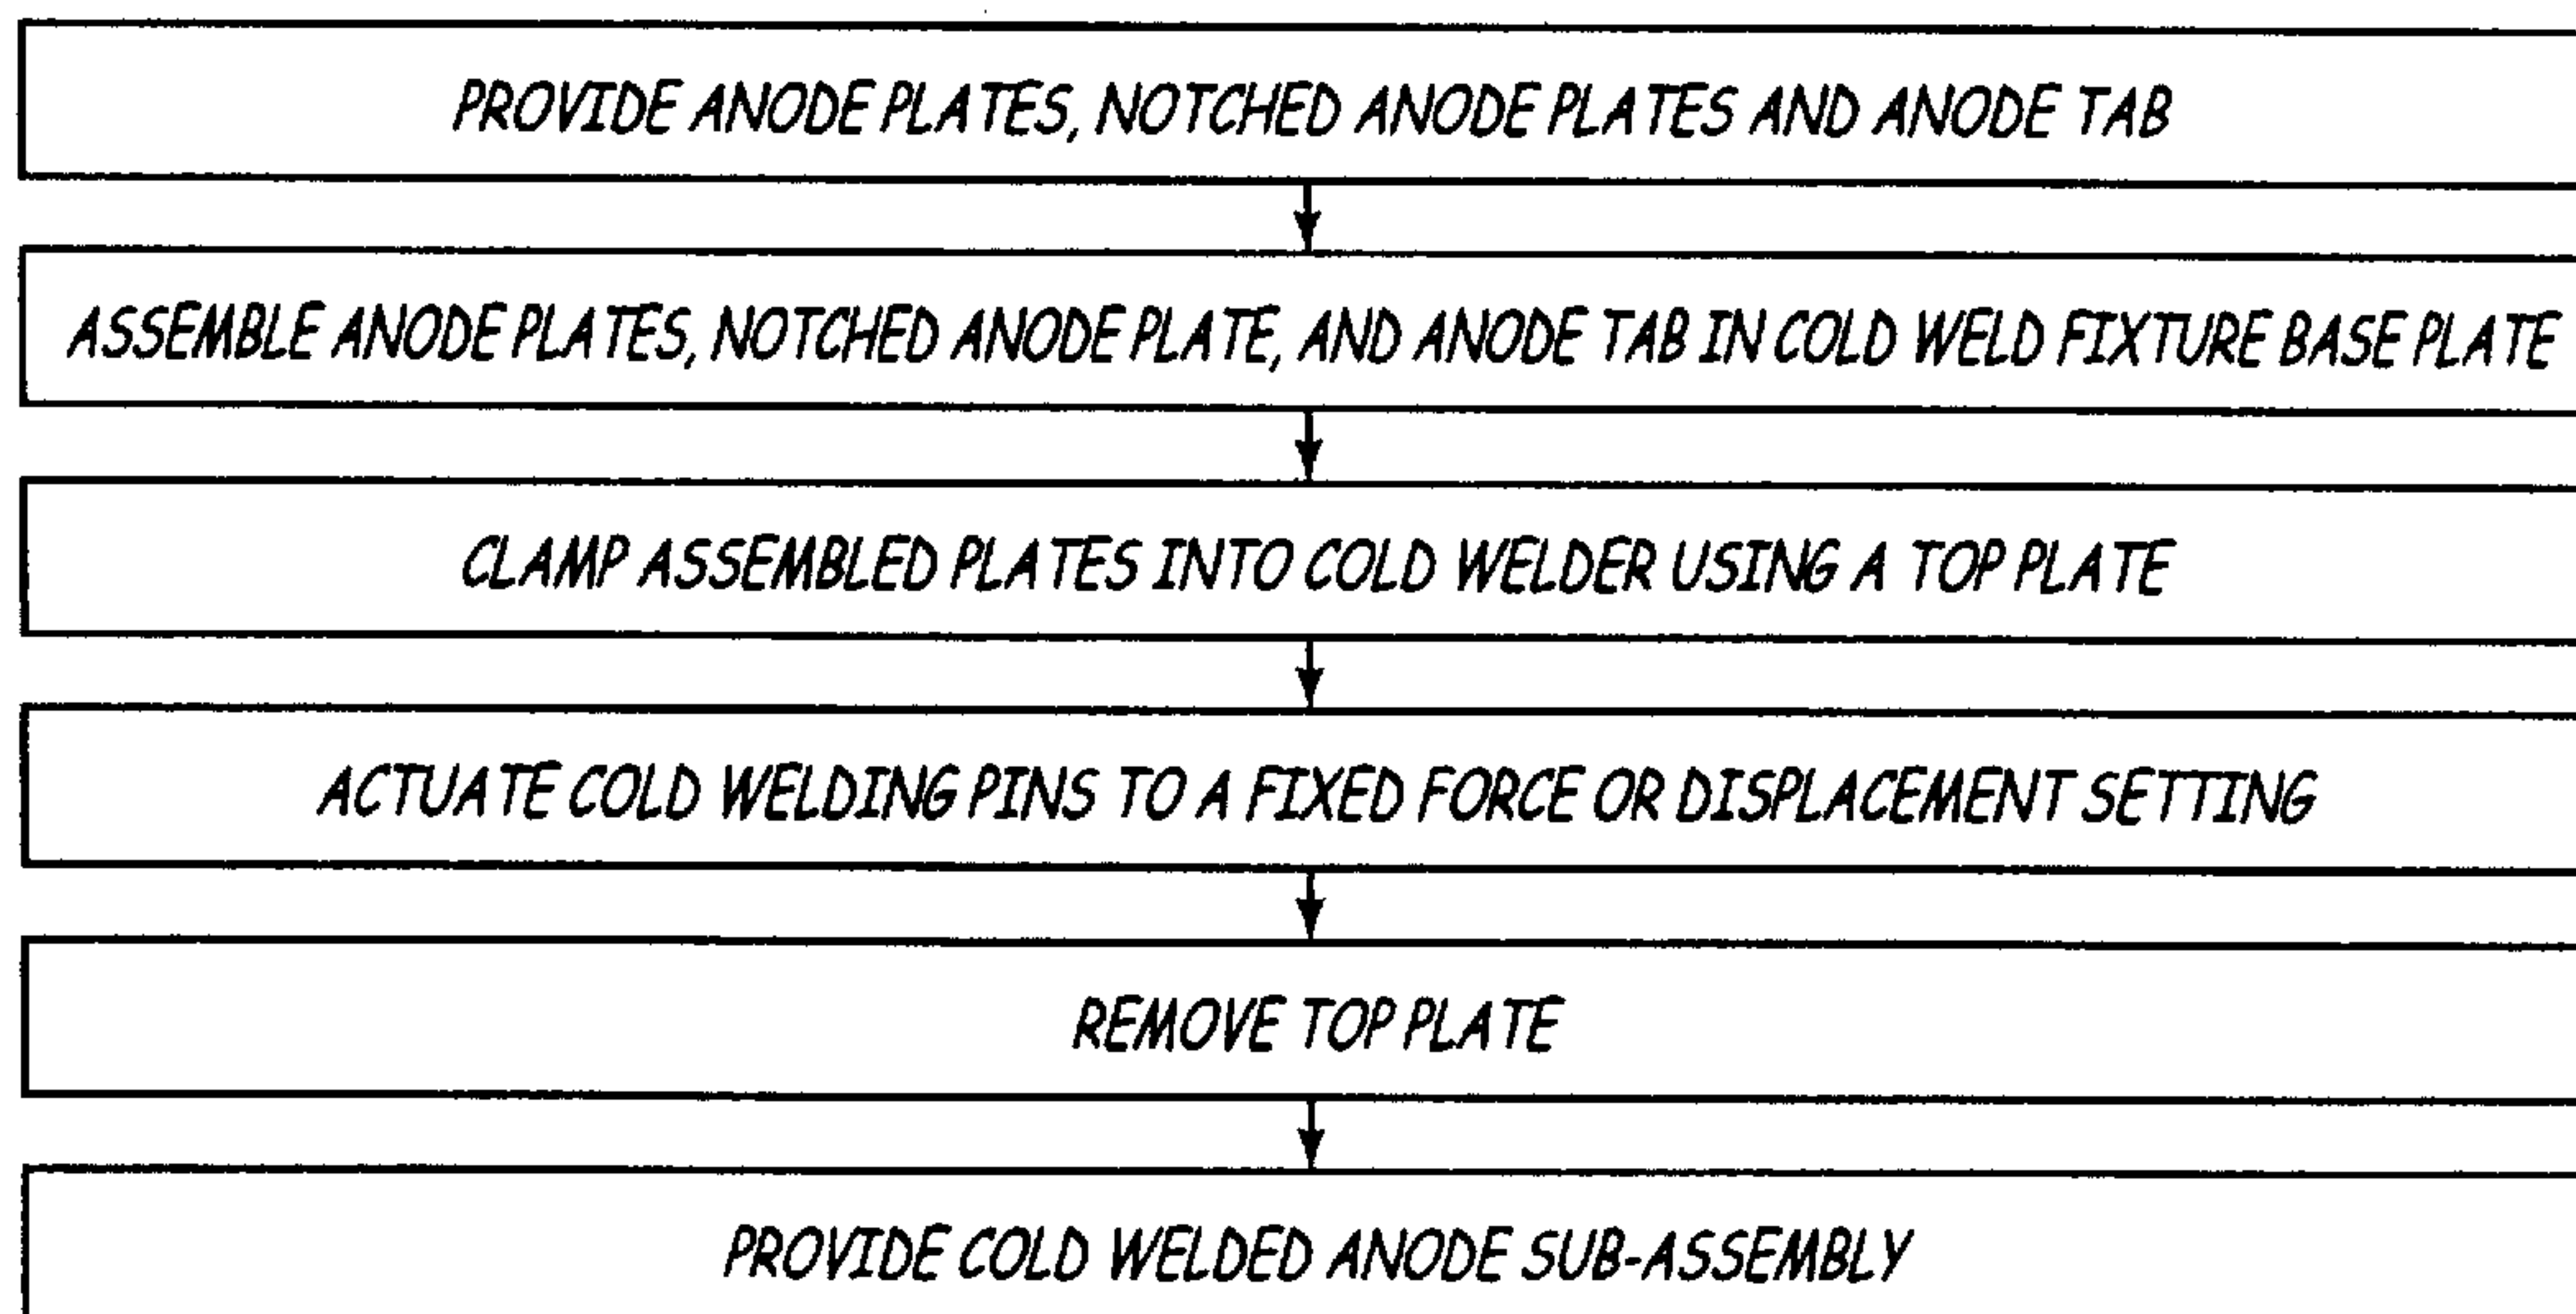 PROVIDE ANODE PLATES, NOTCHED ANODE PLATES AND ANODE TAB
ASSEMBLE ANODE PLATES, NOTCHED ANODE PLATE, AND ANODE TAB IN COLD WELD FIXTURE BASE PLATE
CLAMP ASSEMBLED PLATES INTO COLD WELDER USING A TOP PLATE
ACTUATE COLD WELDING PINS TO A FIXED FORCE OR DISPLACEMENT SETTING
REMOVE TOP PLATE
PROVIDE COLD WELDED ANODE SUB-ASSEMBLY